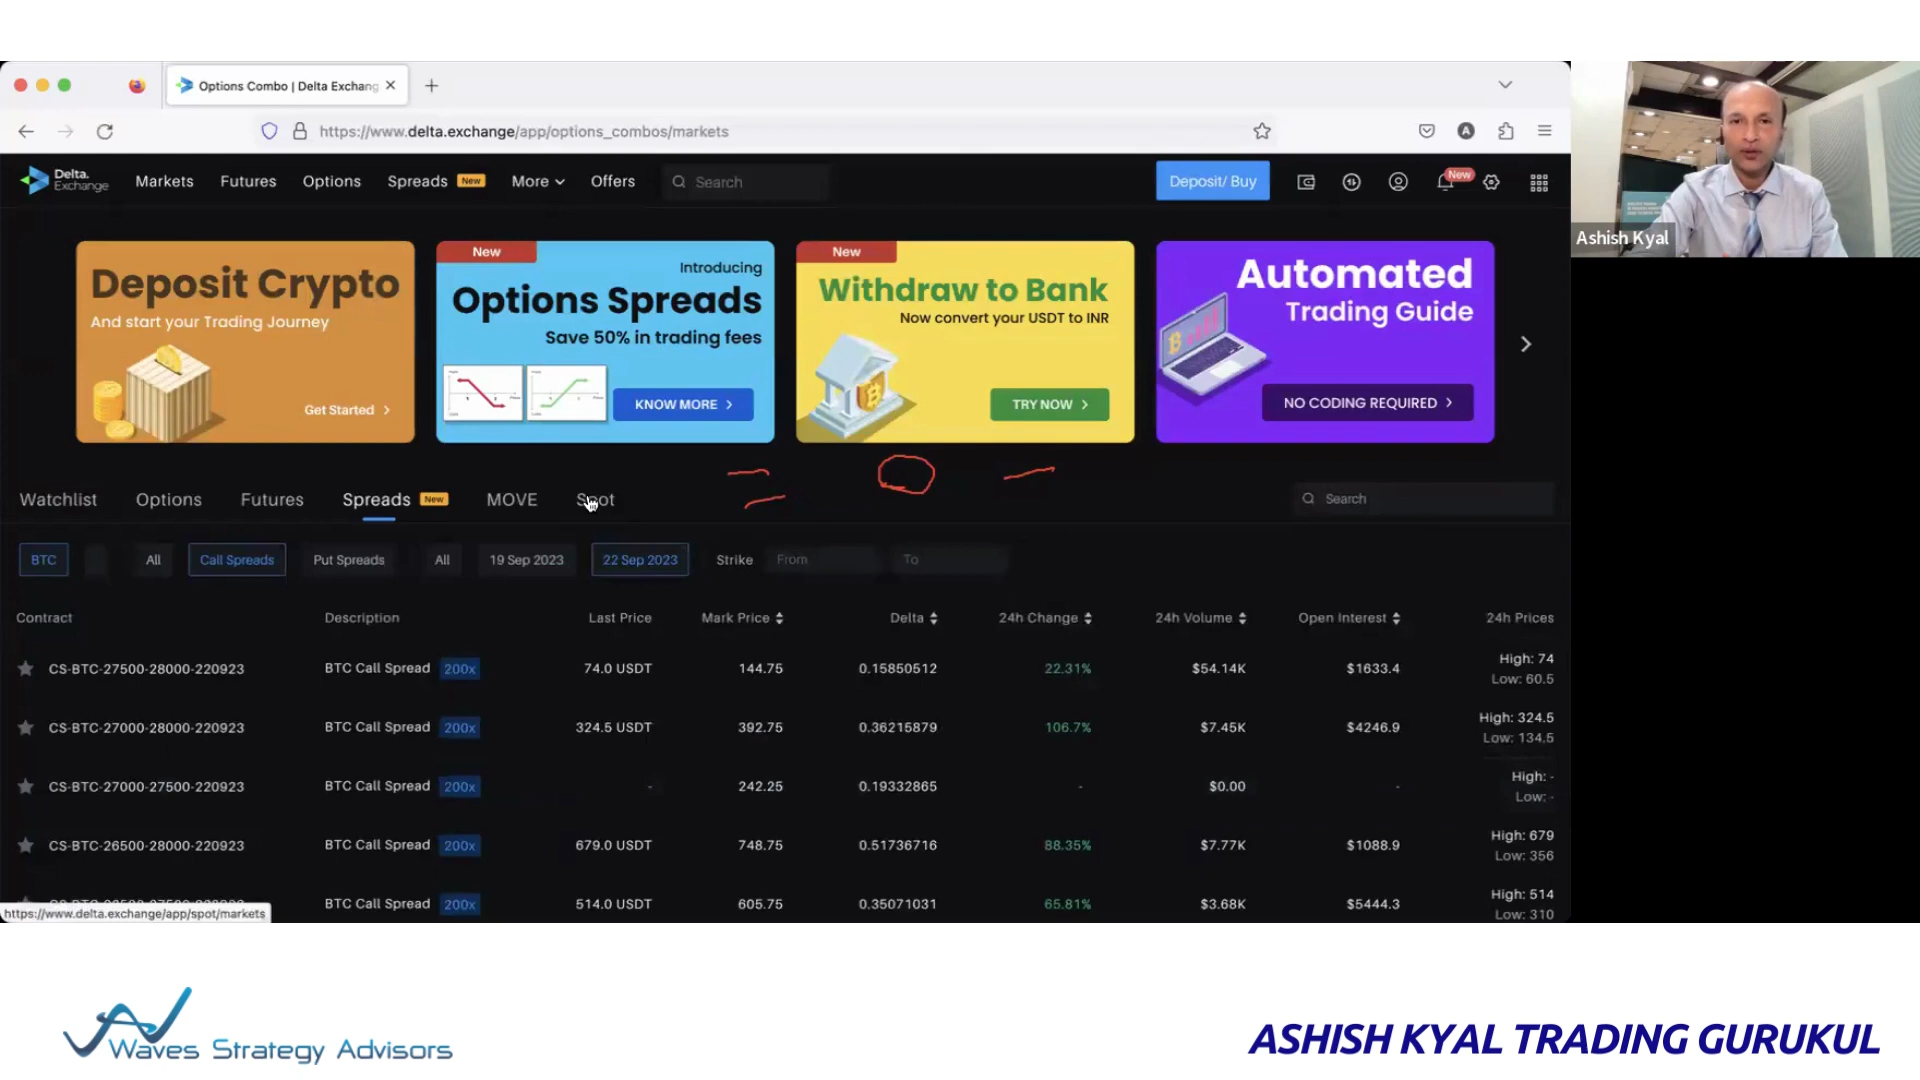 Options Combo | Delta Exchang
https://www.delta.exchange/app/options_combos/markets
A
Delta.
Exchange
Markets Futures Options Spreads New More Offers Search Deposit/ Buy New
Deposit Crypto
And start your Trading Journey
Get Started >
New
Introducing
Options Spreads
Save 50% in trading fees
KNOW MORE >
New
Withdraw to Bank
Now convert your USDT to INR
TRY NOW >
Automated
Trading Guide
NO CODING REQUIRED >
Ashish Kyal
Watchlist Options Futures Spreads New MOVE Spot Search
BTC All Call Spreads Put Spreads All 19 Sep 2023 22 Sep 2023 Strike From To
Contract Description Last Price Mark Price Delta 24h Change 24h Volume Open Interest 24h Prices
CS-BTC-27500-28000-220923 BTC Call Spread 200x 74.0 USDT 144.75 0.15850512 22.31% $54.14K $1633.4 High: 74
Low: 60.5
CS-BTC-27000-28000-220923 BTC Call Spread 200x 324.5 USDT 392.75 0.36215879 106.7% $7.45K $4246.9 High: 324.5
Low: 134.5
CS-BTC-27000-27500-220923 BTC Call Spread 200x - 242.25 0.19332865 - $0.00 - High: -
Low: -
CS-BTC-26500-28000-220923 BTC Call Spread 200x 679.0 USDT 748.75 0.51736716 88.35% $7.77K $1088.9 High: 679
Low: 356
BTC Call Spread 200x 514.0 USDT 605.75 0.35071031 65.81% $3.68K $5444.3 High: 514
Low: 310
https://www.delta.exchange/app/spot/markets
Waves Strategy Advisors
ASHISH KYAL TRADING GURUKUL